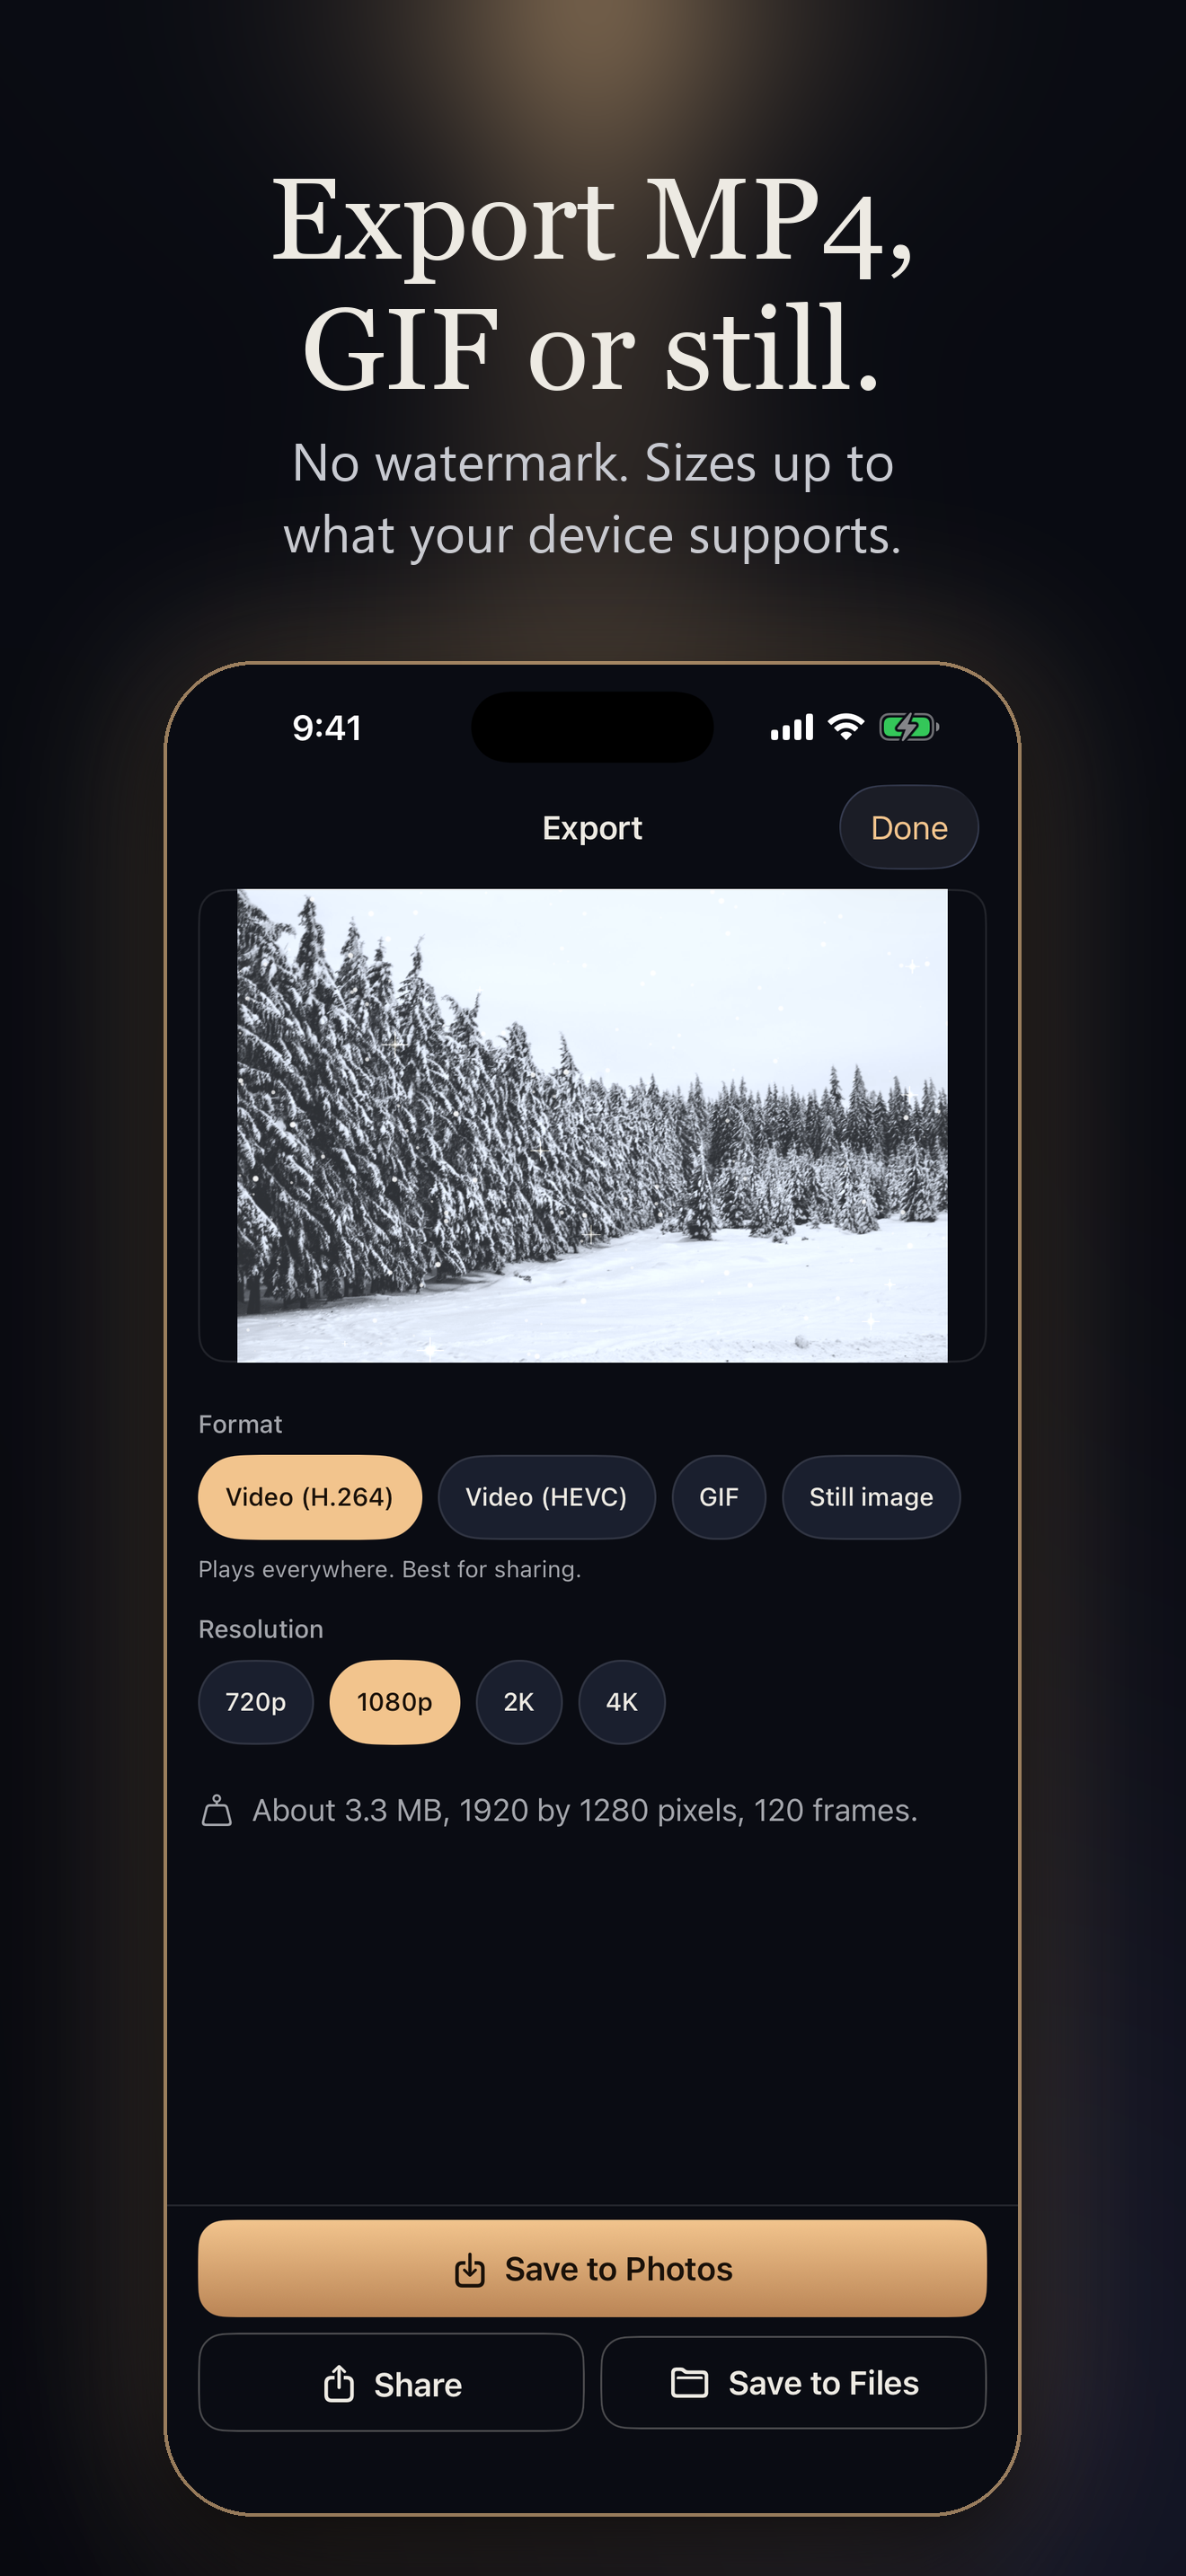 Export MP4,
GIF or still.
No watermark. Sizes up to
what your device supports.
9:41
Export
Done
Format
Video (H.264)
Video (HEVC)
GIF
Still image
Plays everywhere. Best for sharing.
Resolution
720p
1080p
2K
4K
About 3.3 MB, 1920 by 1280 pixels, 120 frames.
Save to Photos
Share
Save to Files